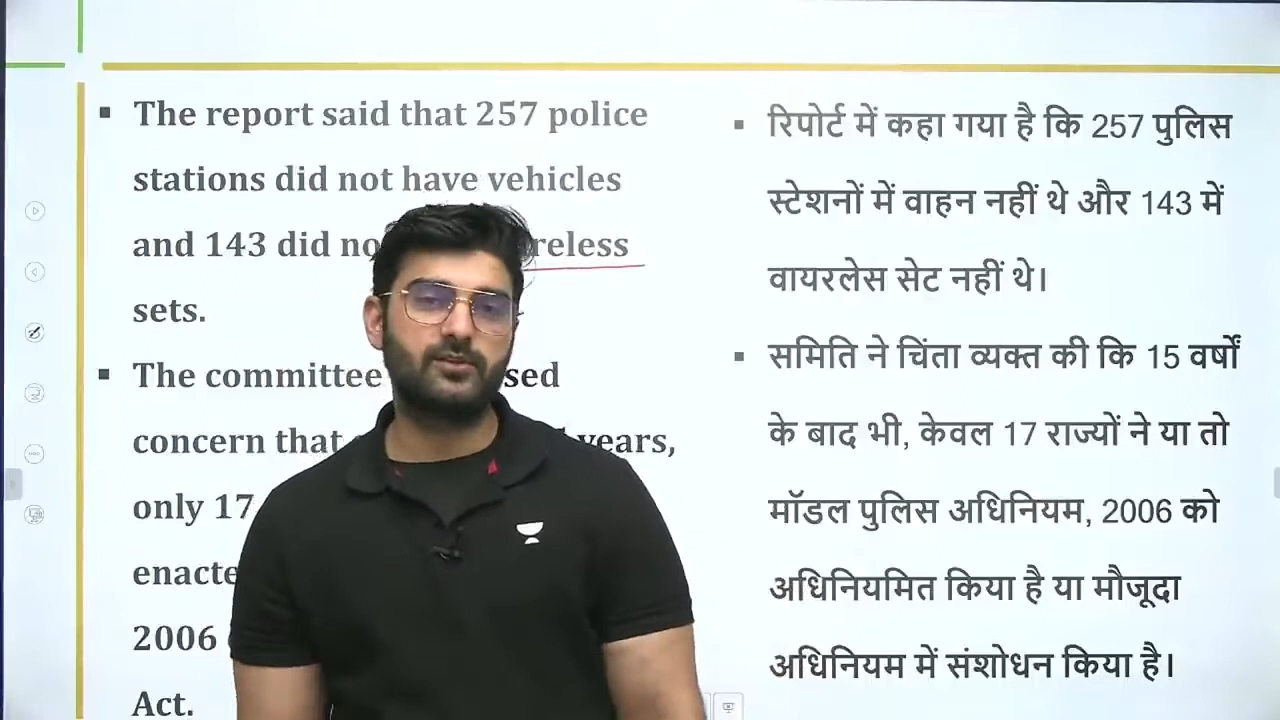 The report said that 257 police
stations did not have vehicles
and 143 did
sets.
The committee
concern that years,
only 17
2006
Act.
रिपोर्ट में कहा गया है कि 257 पुलिस
स्टेशनों में वाहन नहीं थे और 143 में
वायरलेस सेट नहीं थे।
समिति ने चिंता व्यक्त की कि 15 वर्षों
के बाद भी, केवल 17 राज्यों ने या तो
मॉडल पुलिस अधिनियम, 2006 को
अधिनियमित किया है या मौजूदा
अधिनियम में संशोधन किया है।